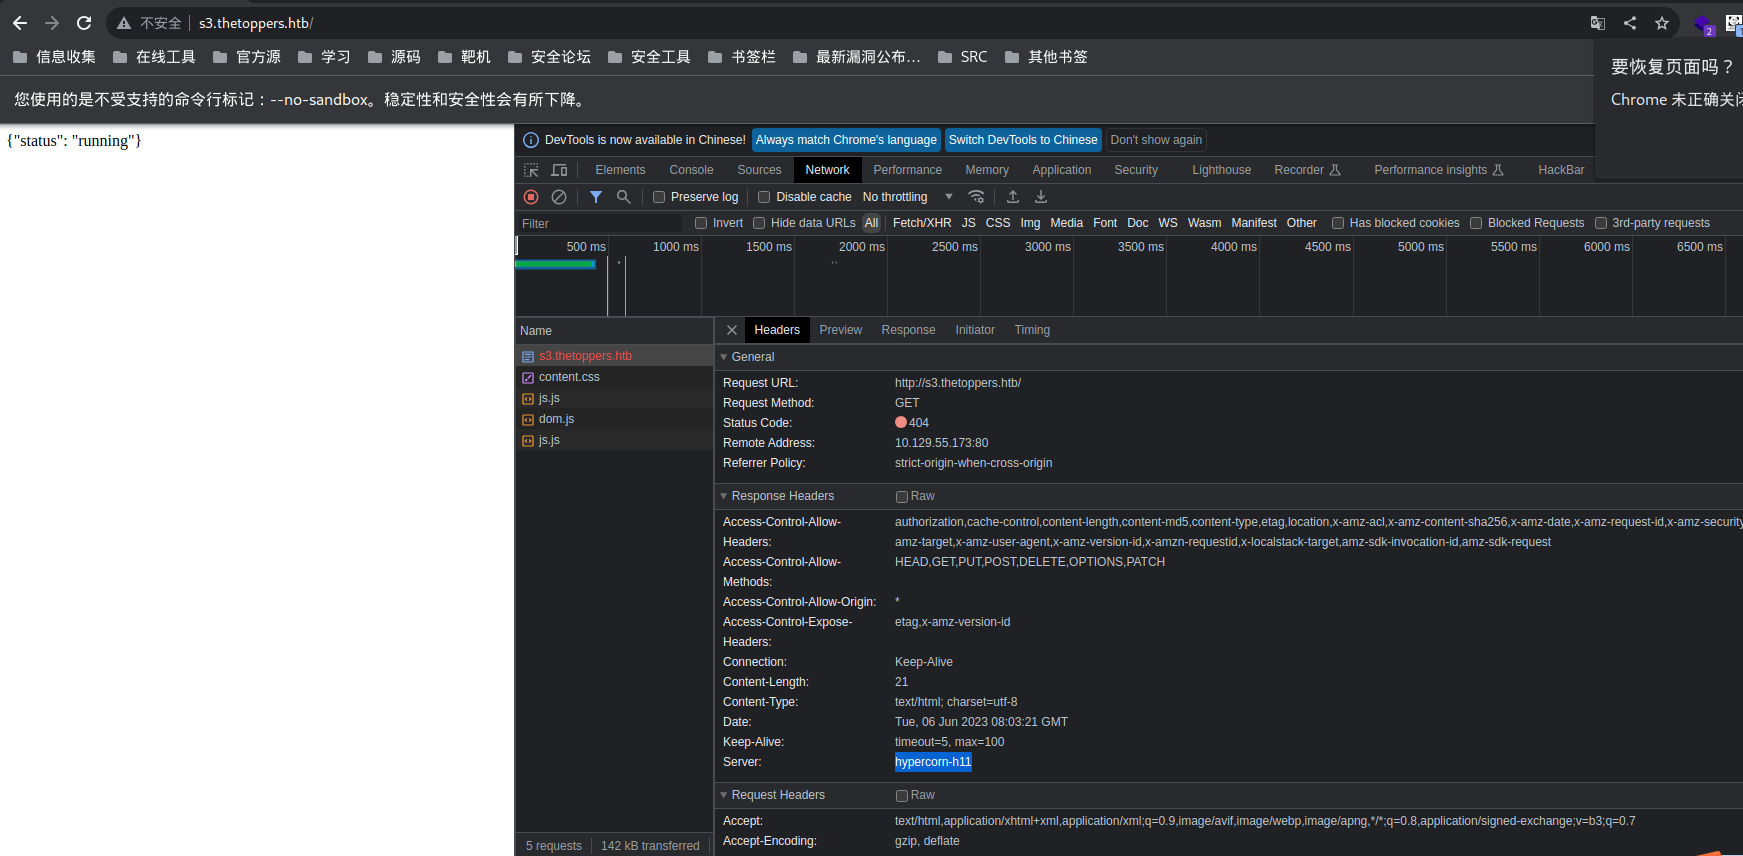 不安全 s3.thetoppers.htb/
信息收集 在线工具 官方源 学习 源码 靶机 安全论坛 安全工具 书签栏 最新漏洞公布… SRC 其他书签
2
要恢复页面吗？
您使用的是不受支持的命令行标记：--no-sandbox。稳定性和安全性会有所下降。
Chrome 未正确关闭
{"status": "running"}
DevTools is now available in Chinese! Always match Chrome's language Switch DevTools to Chinese Don't show again
Elements Console Sources Network Performance Memory Application Security Lighthouse Recorder Performance insights HackBar
Preserve log Disable cache No throttling
Filter Invert Hide data URLs All Fetch/XHR JS CSS Img Media Font Doc WS Wasm Manifest Other Has blocked cookies Blocked Requests 3rd-party requests
500 ms 1000 ms 1500 ms 2000 ms 2500 ms 3000 ms 3500 ms 4000 ms 4500 ms 5000 ms 5500 ms 6000 ms 6500 ms
Name
s3.thetoppers.htb
content.css
js.js
dom.js
js.js
5 requests 142 kB transferred
Headers Preview Response Initiator Timing
General
Request URL: http://s3.thetoppers.htb/
Request Method: GET
Status Code: 404
Remote Address: 10.129.55.173:80
Referrer Policy: strict-origin-when-cross-origin
Response Headers Raw
Access-Control-Allow- authorization,cache-control,content-length,content-md5,content-type,etag,location,x-amz-acl,x-amz-content-sha256,x-amz-date,x-amz-request-id,x-amz-security
Headers: amz-target,x-amz-user-agent,x-amz-version-id,x-amzn-requestid,x-localstack-target,amz-sdk-invocation-id,amz-sdk-request
Access-Control-Allow- HEAD,GET,PUT,POST,DELETE,OPTIONS,PATCH
Methods:
Access-Control-Allow-Origin: *
Access-Control-Expose- etag,x-amz-version-id
Headers:
Connection: Keep-Alive
Content-Length: 21
Content-Type: text/html; charset=utf-8
Date: Tue, 06 Jun 2023 08:03:21 GMT
Keep-Alive: timeout=5, max=100
Server: hypercorn-h11
Request Headers Raw
Accept: text/html,application/xhtml+xml,application/xml;q=0.9,image/avif,image/webp,image/apng,*/*;q=0.8,application/signed-exchange;v=b3;q=0.7
Accept-Encoding: gzip, deflate